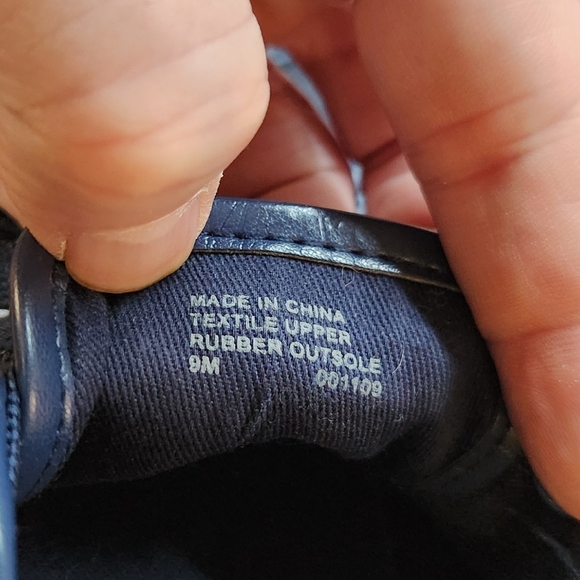 MADE IN CHINA
TEXTILE UPPER
RUBBER OUTSOLE
9M 001109